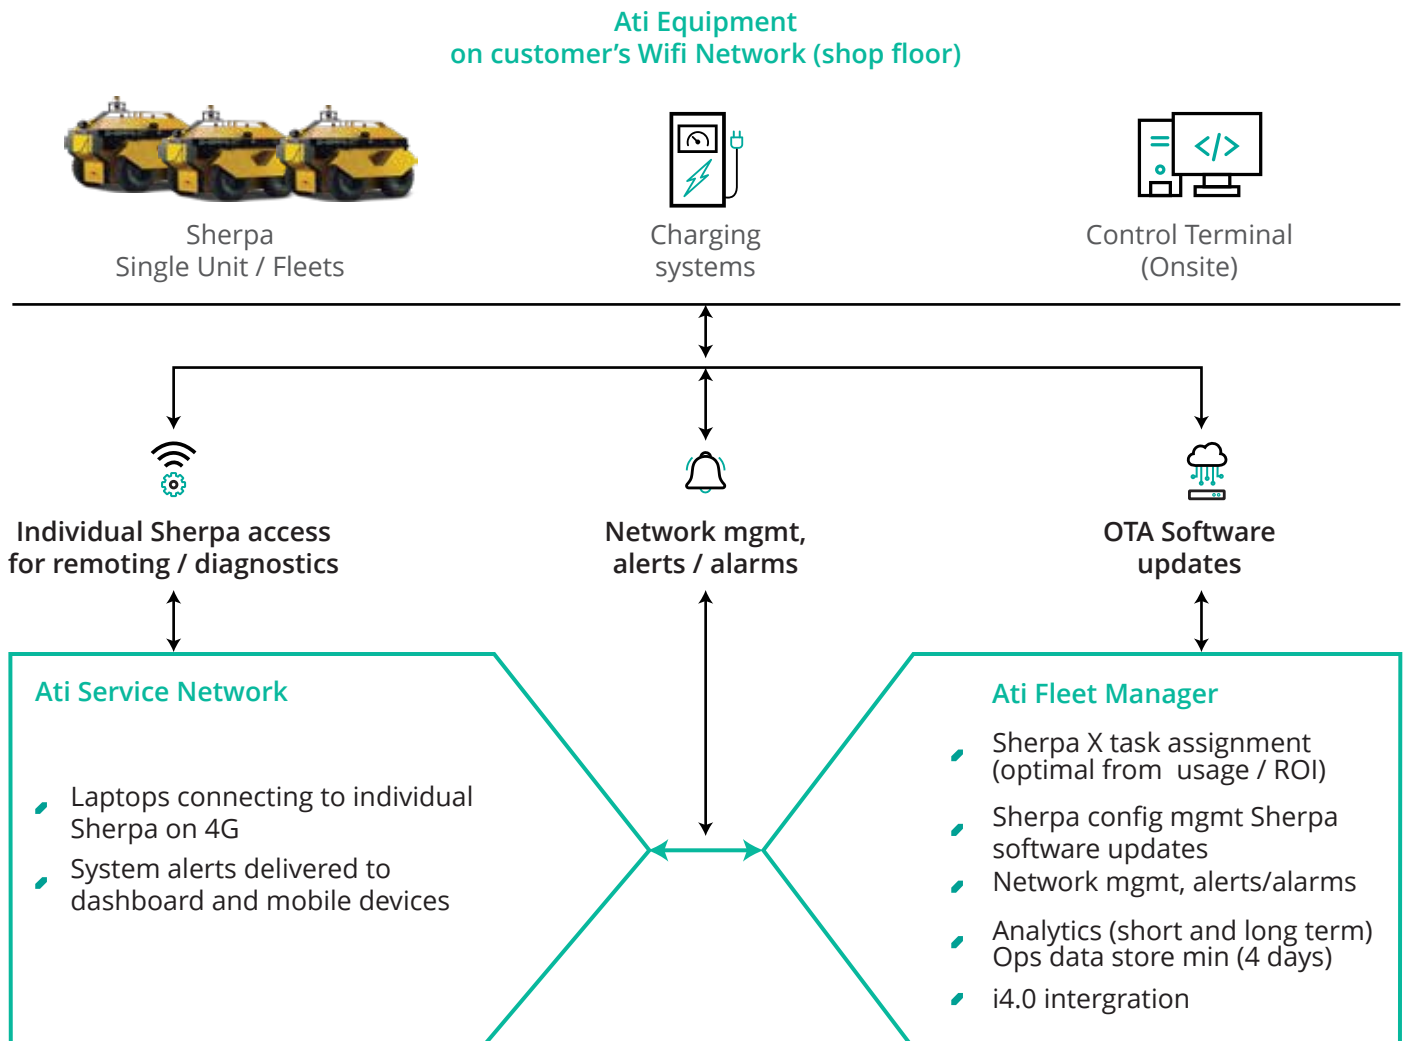 Ati Equipment
on customer’s Wifi Network (shop floor)
Sherpa
Single Unit / Fleets
Charging
systems
</>
Control Terminal
(Onsite)
Individual Sherpa access
for remoting / diagnostics
Network mgmt,
alerts / alarms
OTA Software
updates
Ati Service Network
Laptops connecting to individual
Sherpa on 4G
System alerts delivered to
dashboard and mobile devices
Ati Fleet Manager
Sherpa X task assignment
(optimal from  usage / ROI)
Sherpa config mgmt Sherpa
software updates
Network mgmt, alerts/alarms
Analytics (short and long term)
Ops data store min (4 days)
i4.0 intergration